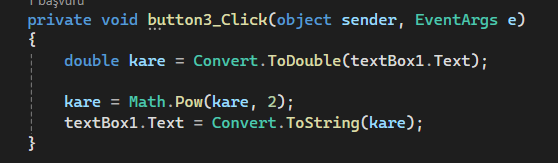 1 başvuru
private void button3_Click(object sender, EventArgs e)
{
double kare = Convert.ToDouble(textBox1.Text);
kare = Math.Pow(kare, 2);
textBox1.Text = Convert.ToString(kare);
}